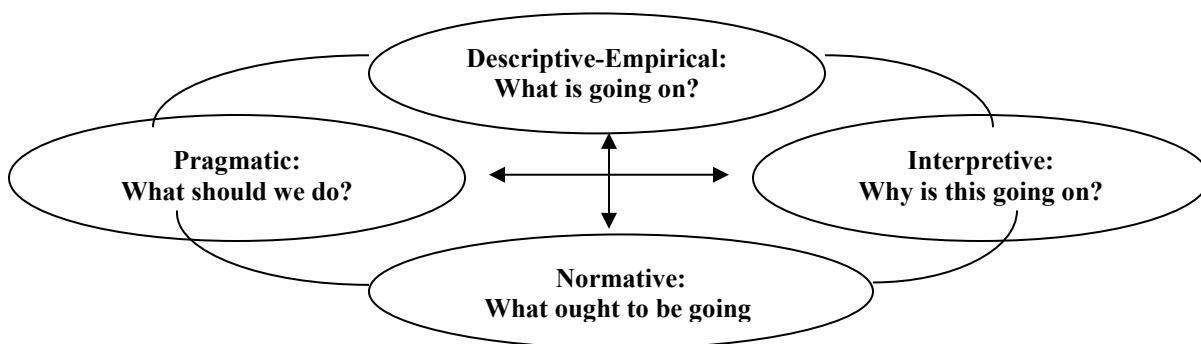 Descriptive-Empirical:
What is going on?
Pragmatic:
What should we do?
Interpretive:
Why is this going on?
Normative:
What ought to be going